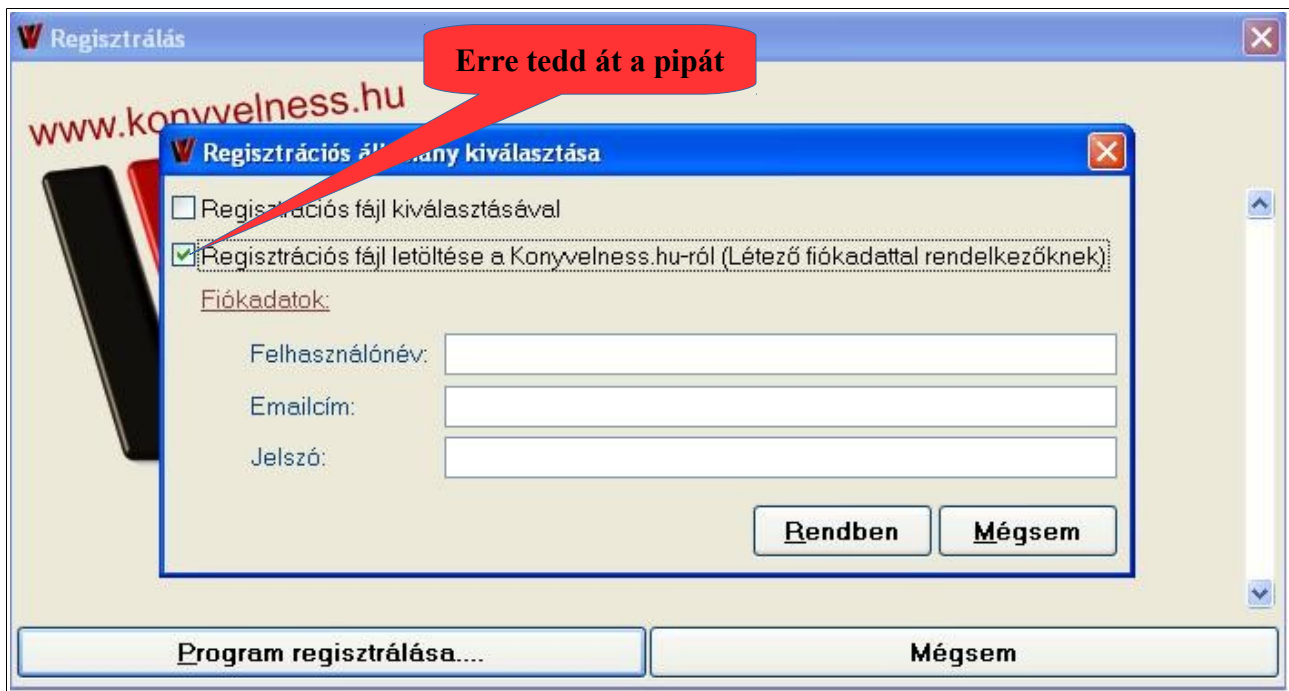 Regisztrálás
Erre tedd át a pipát
www.konyvelness.hu
Regisztrációs állomány kiválasztása
Regisztrációs fájl kiválasztásával
Regisztrációs fájl letöltése a Konyvelness.hu-ról (Létező fiókadattal rendelkezőknek)
Fiókadatok:
Felhasználónév:
Emailcím:
Jelszó:
Rendben Mégsem
Program regisztrálása.... Mégsem